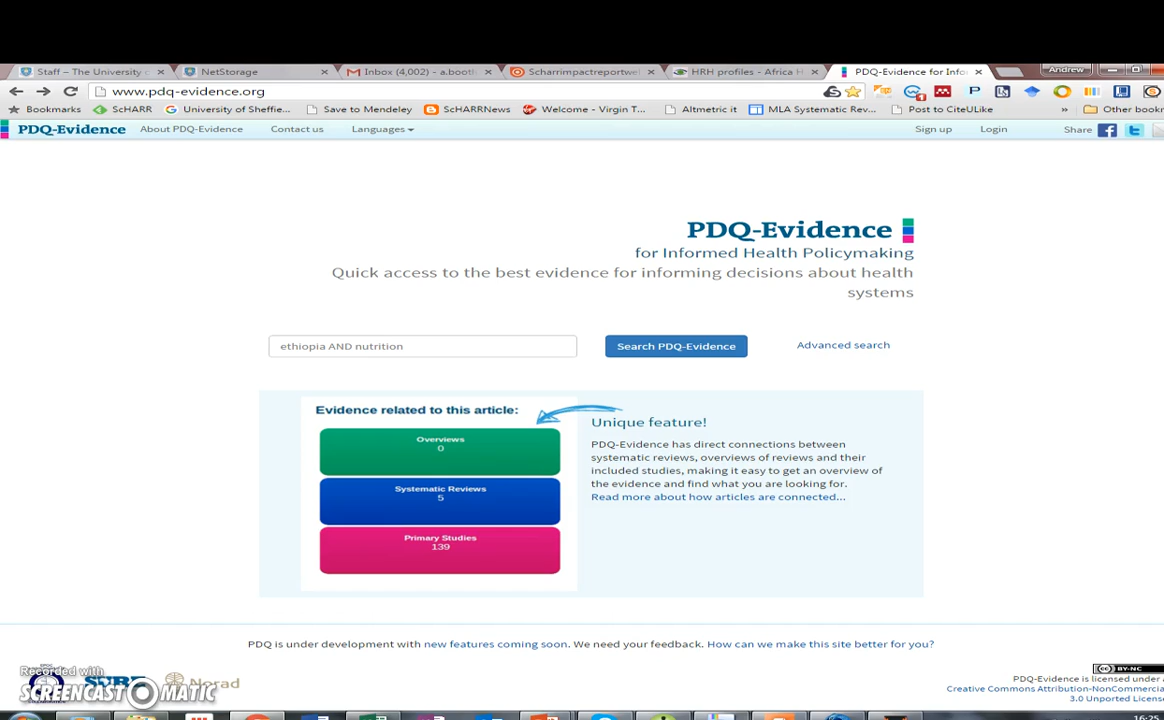 Staff – The University o
NetStorage
Inbox (4,002) - a.booth
Scharrimpactreportwe
HRH profiles - Africa H
PDQ-Evidence for Infor
Andrew
www.pdq-evidence.org
Bookmarks
ScHARR
University of Sheffie...
Save to Mendeley
ScHARRNews
Welcome - Virgin T...
Altmetric it
MLA Systematic Rev...
Post to CiteULike
»
Other bookr
PDQ-Evidence
About PDQ-Evidence
Contact us
Languages
Sign up
Login
Share
PDQ-Evidence
for Informed Health Policymaking
Quick access to the best evidence for informing decisions about health
systems
ethiopia AND nutrition
Search PDQ-Evidence
Advanced search
Evidence related to this article:
Overviews
0
Systematic Reviews
5
Primary Studies
139
Unique feature!
PDQ-Evidence has direct connections between
systematic reviews, overviews of reviews and their
included studies, making it easy to get an overview of
the evidence and find what you are looking for.
Read more about how articles are connected...
PDQ is under development with new features coming soon. We need your feedback. How can we make this site better for you?
Recorded with
SCREENCAST MATIC
Norad
BY-NC
PDQ-Evidence is licensed under a
Creative Commons Attribution-NonCommercia
3.0 Unported License
16:25